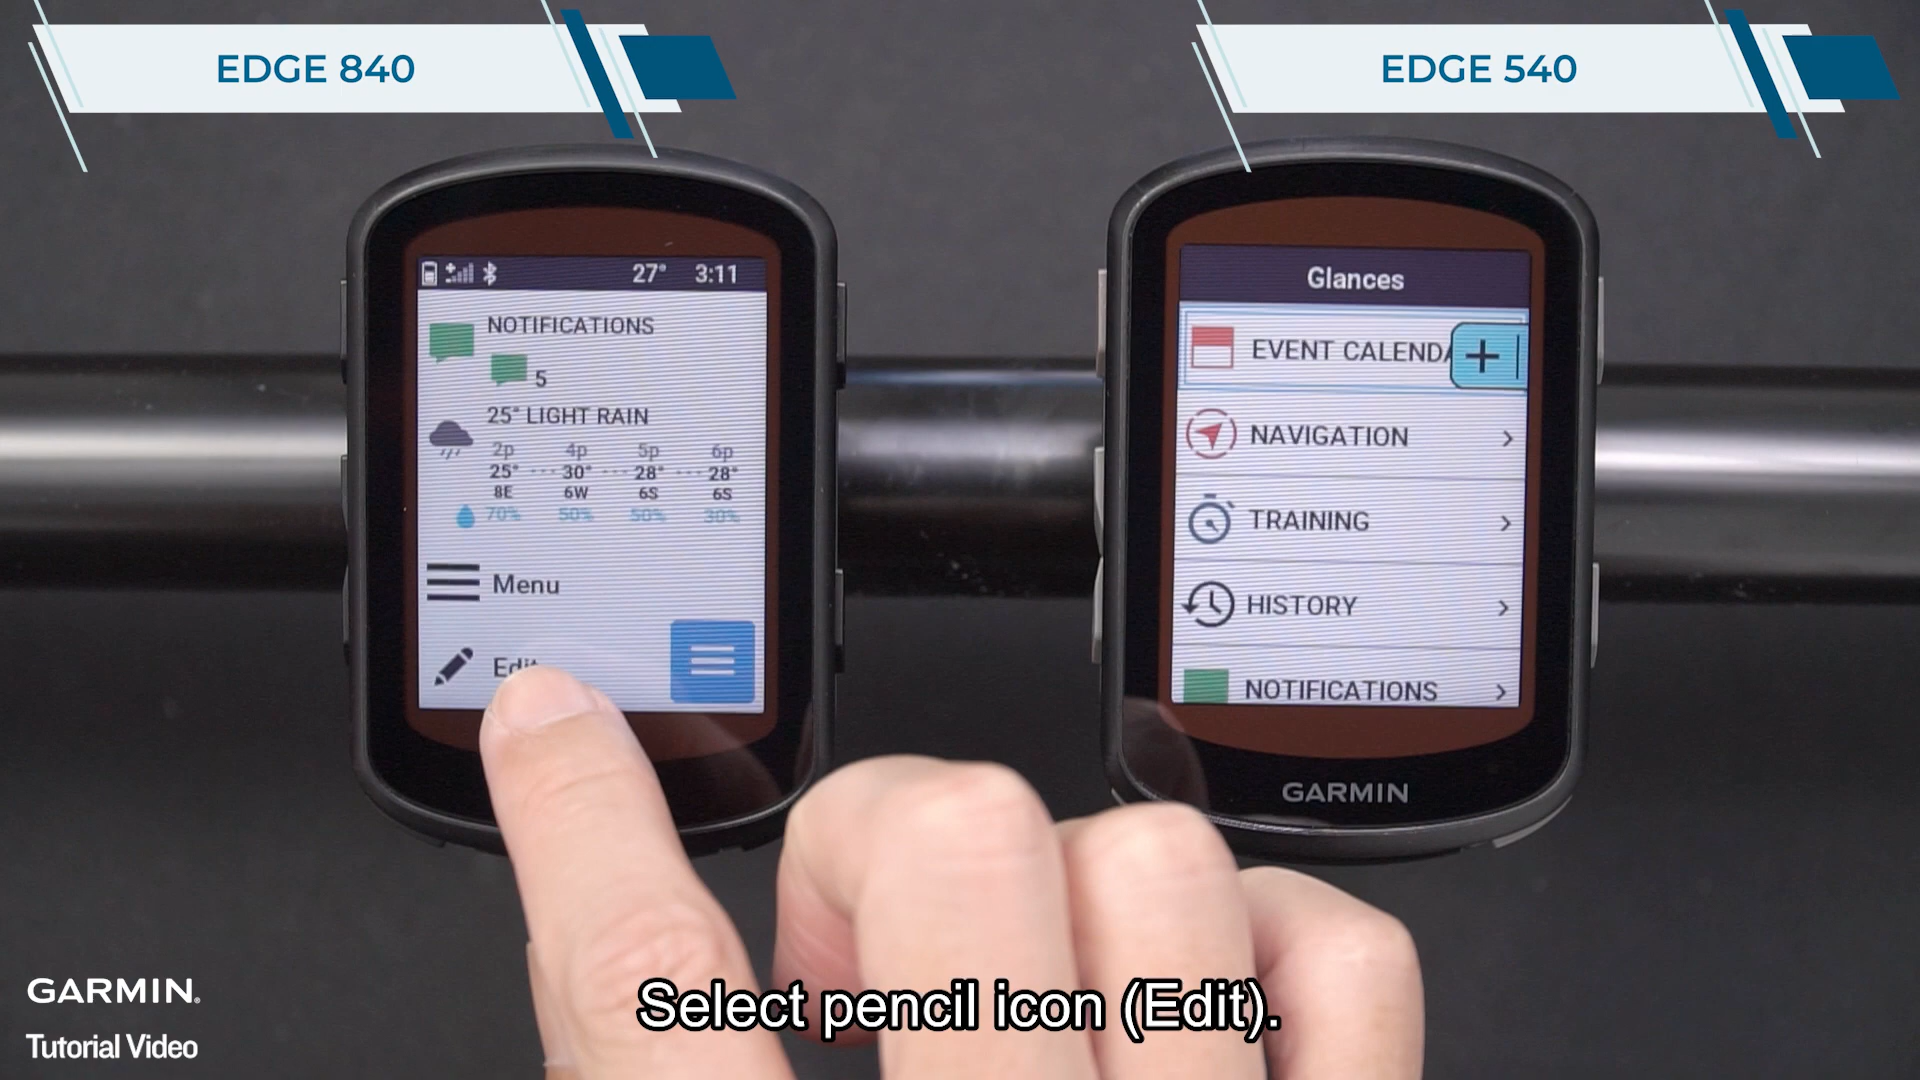 EDGE 840
EDGE 540
27° 3:11
NOTIFICATIONS
5
25° LIGHT RAIN
2p 4p 5p 6p
25° 30° 28° 28°
8E 6W 6S 6S
70% 50% 50% 30%
Menu
Edit
Glances
EVENT CALENDA
NAVIGATION
TRAINING
HISTORY
NOTIFICATIONS
GARMIN
Select pencil icon (Edit).
GARMIN.
Tutorial Video